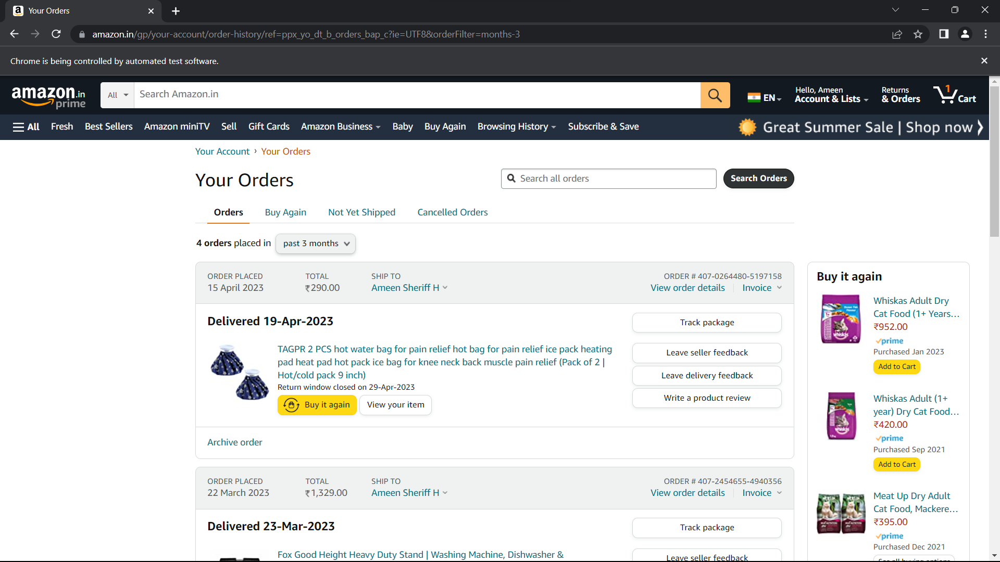 Your Orders
amazon.in/gp/your-account/order-history/ref=ppx_yo_dt_b_orders_bap_c?ie=UTF8&orderFilter=months-3
Chrome is being controlled by automated test software.
amazon.in
prime
All
Search Amazon.in
EN
Hello, Ameen
Account & Lists
Returns
& Orders
1
Cart
All
Fresh
Best Sellers
Amazon miniTV
Sell
Gift Cards
Amazon Business
Baby
Buy Again
Browsing History
Subscribe & Save
Great Summer Sale | Shop now
Your Account › Your Orders
Your Orders
Search all orders
Search Orders
Orders
Buy Again
Not Yet Shipped
Cancelled Orders
4 orders placed in
past 3 months
ORDER PLACED
15 April 2023
TOTAL
₹290.00
SHIP TO
Ameen Sheriff H
ORDER # 407-0264480-5197158
View order details
Invoice
Delivered 19-Apr-2023
TAGPR 2 PCS hot water bag for pain relief hot bag for pain relief ice pack heating
pad heat pad hot pack ice bag for knee neck back muscle pain relief (Pack of 2 |
Hot/cold pack 9 inch)
Return window closed on 29-Apr-2023
Buy it again
View your item
Track package
Leave seller feedback
Leave delivery feedback
Write a product review
Archive order
ORDER PLACED
22 March 2023
TOTAL
₹1,329.00
SHIP TO
Ameen Sheriff H
ORDER # 407-2454655-4940356
View order details
Invoice
Delivered 23-Mar-2023
Fox Good Height Heavy Duty Stand | Washing Machine, Dishwasher &
Track package
Leave seller feedback
Buy it again
whiskas
Whiskas Adult Dry
Cat Food (1+ Years...
₹952.00
prime
Purchased Jan 2023
Add to Cart
whiskas
Whiskas Adult (1+
year) Dry Cat Food...
₹420.00
prime
Purchased Sep 2021
Add to Cart
Meat Up Dry Adult
Cat Food, Mackere...
₹395.00
prime
Purchased Dec 2021
See all buying options